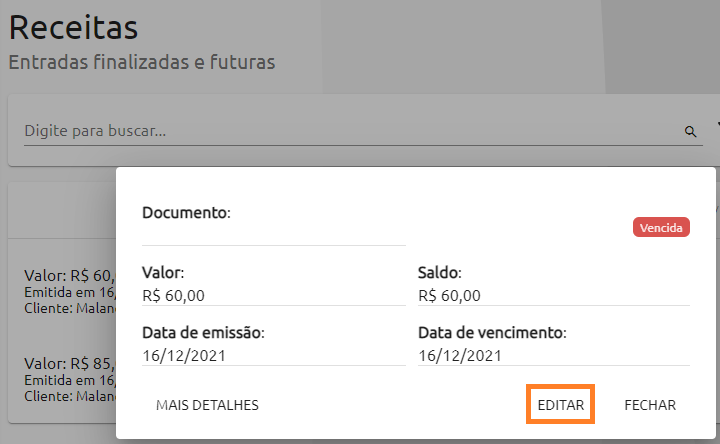 Receitas
Entradas finalizadas e futuras
Digite para buscar...
Documento:
Vencida
Valor: Saldo:
R$ 60,00 R$ 60,00
Data de emissão: Data de vencimento:
16/12/2021 16/12/2021
MAIS DETALHES EDITAR FECHAR
Valor: R$ 60,
Emitida em 16/
Cliente: Malan
Valor: R$ 85,
Emitida em 16/
Cliente: Malan